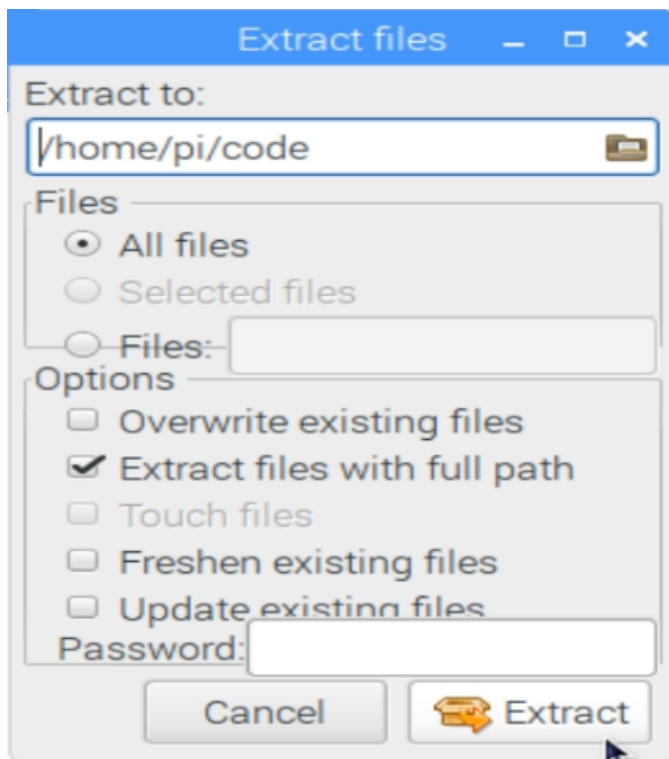 Extract files
Extract to:
/home/pi/code
Files
All files
Selected files
Files:
Options
Overwrite existing files
Extract files with full path
Touch files
Freshen existing files
Update existing files
Password:
Cancel Extract